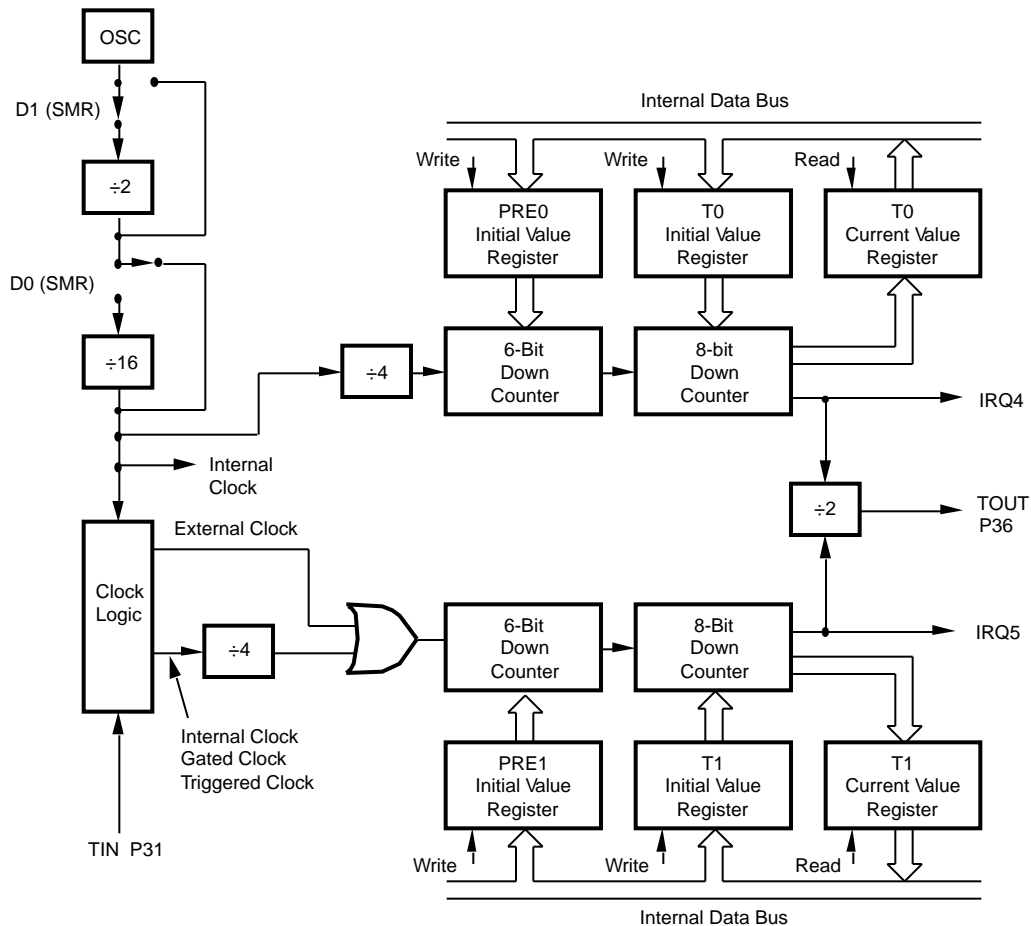 OSC
D1 (SMR)
÷2
D0 (SMR)
÷16
Internal Data Bus
Write
Write
Read
PRE0
Initial Value
Register
T0
Initial Value
Register
T0
Current Value
Register
÷4
6-Bit
Down
Counter
8-bit
Down
Counter
IRQ4
Internal
Clock
÷2
TOUT
P36
External Clock
Clock
Logic
÷4
6-Bit
Down
Counter
8-Bit
Down
Counter
IRQ5
Internal Clock
Gated Clock
Triggered Clock
PRE1
Initial Value
Register
T1
Initial Value
Register
T1
Current Value
Register
TIN P31
Write
Write
Read
Internal Data Bus